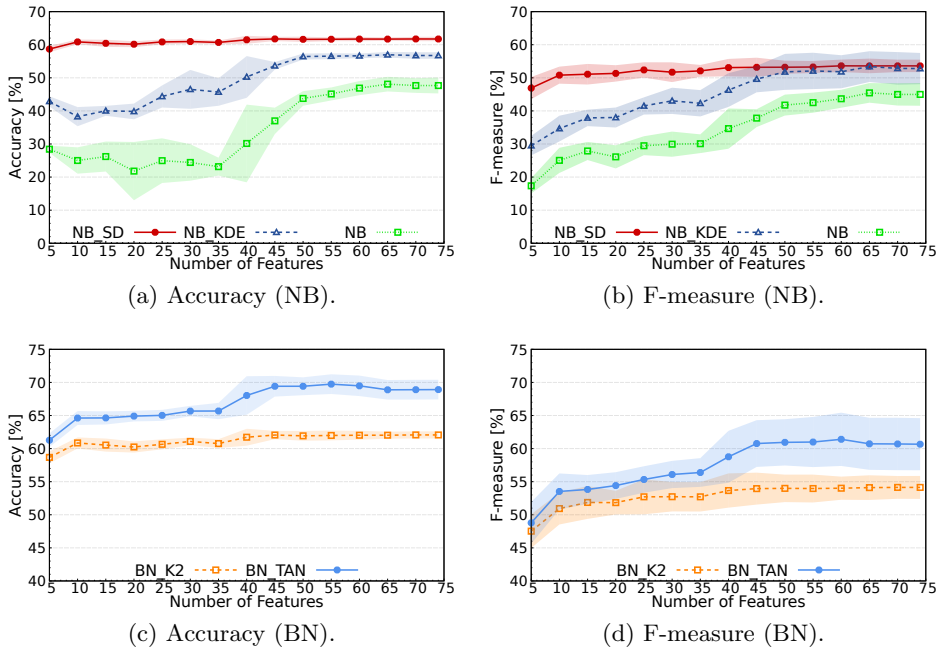 70
60
50
40
30
20
10
0
Accuracy [%]
NB_SD NB_KDE NB
5 10 15 20 25 30 35 40 45 50 55 60 65 70 75
Number of Features
(a) Accuracy (NB).
70
60
50
40
30
20
10
0
F-measure [%]
NB_SD NB_KDE NB
5 10 15 20 25 30 35 40 45 50 55 60 65 70 75
Number of Features
(b) F-measure (NB).
75
70
65
60
55
50
45
40
Accuracy [%]
BN_K2 BN_TAN
5 10 15 20 25 30 35 40 45 50 55 60 65 70 75
Number of Features
(c) Accuracy (BN).
75
70
65
60
55
50
45
40
F-measure [%]
BN_K2 BN_TAN
5 10 15 20 25 30 35 40 45 50 55 60 65 70 75
Number of Features
(d) F-measure (BN).